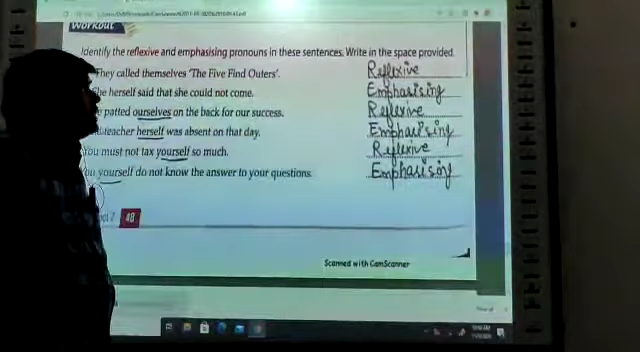 Workout
Identify the reflexive and emphasising pronouns in these sentences. Write in the space provided.
They called themselves 'The Five Find Outers'. Reflexive
She herself said that she could not come. Emphasising
patted ourselves on the back for our success. Reflexive
teacher herself was absent on that day. Emphasising
You must not tax yourself so much. Reflexive
You yourself do not know the answer to your questions. Emphasising
48
Scanned with CamScanner